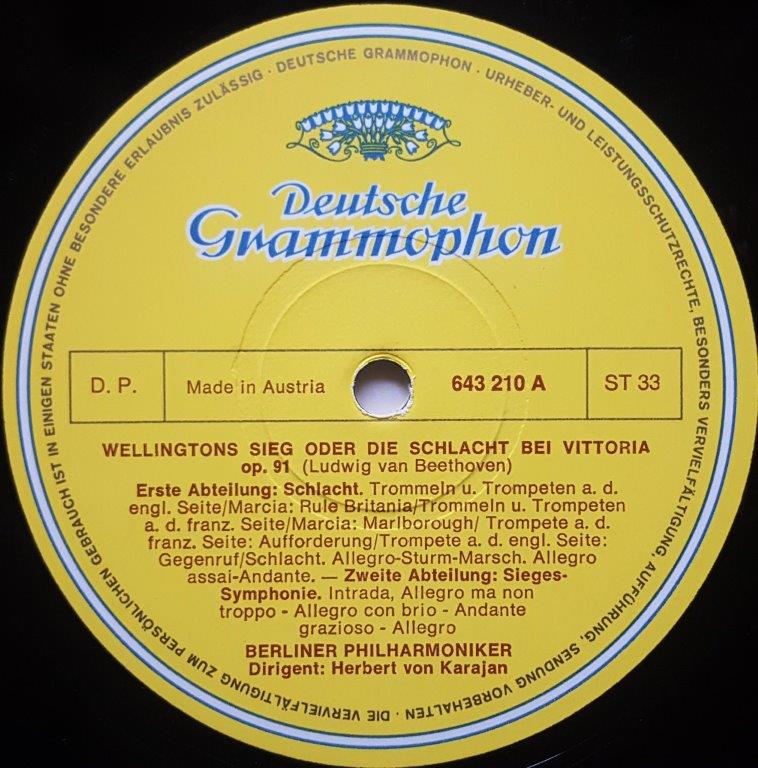 DEUTSCHE GRAMMOPHON · URHEBER- UND LEISTUNGSSCHUTZRECHTE, BESONDERS VERVIELFÄLTIGUNG, AUFFÜHRUNG, SENDUNG VORBEHALTEN · DIE VERVIELFÄLTIGUNG ZUM PERSÖNLICHEN GEBRAUCH IST IN EINIGEN STAATEN OHNE BESONDERE ERLAUBNIS ZULÄSSIG ·
Deutsche
Grammophon
D. P. Made in Austria 643 210 A ST 33
WELLINGTONS SIEG ODER DIE SCHLACHT BEI VITTORIA
op. 91 (Ludwig van Beethoven)
Erste Abteilung: Schlacht. Trommeln u. Trompeten a. d.
engl. Seite/Marcia: Rule Britania/Trommeln u. Trompeten
a. d. franz. Seite/Marcia: Marlborough/ Trompete a. d.
franz. Seite: Aufforderung/Trompete a. d. engl. Seite:
Gegenruf/Schlacht. Allegro-Sturm-Marsch. Allegro
assai-Andante. — Zweite Abteilung: Sieges-
Symphonie. Intrada, Allegro ma non
troppo - Allegro con brio - Andante
grazioso - Allegro
BERLINER PHILHARMONIKER
Dirigent: Herbert von Karajan